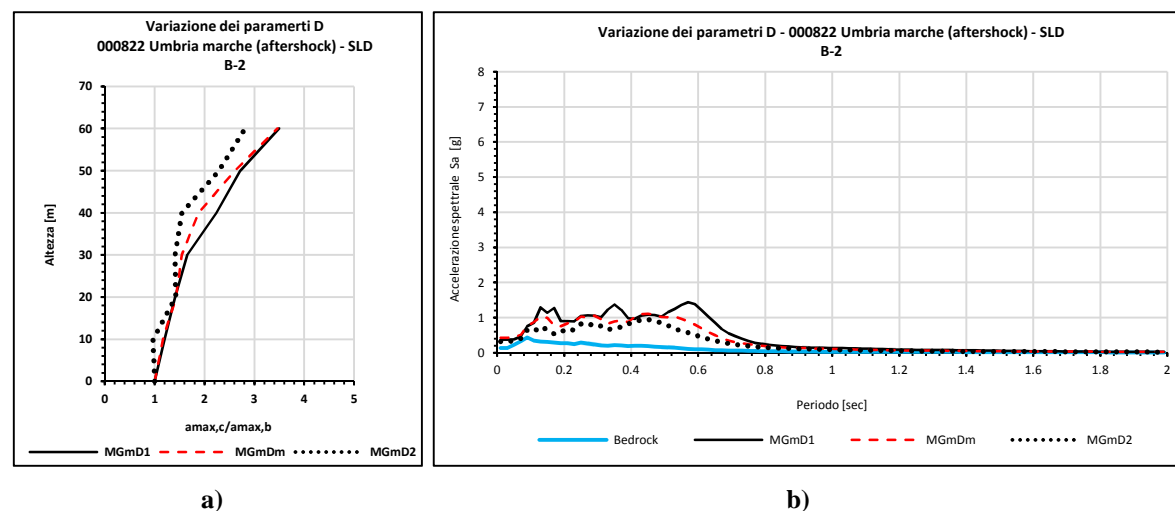 Variazione dei paramerti D
000822 Umbria marche (aftershock) - SLD
B-2
70
60
50
40
30
20
10
0
Altezza [m]
0 1 2 3 4 5
amax,c/amax,b
MGmD1 MGmDm MGmD2
a)
Variazione dei parametri D - 000822 Umbria marche (aftershock) - SLD
B-2
8
7
6
5
4
3
2
1
0
Accelerazione spettrale Sa [g]
0 0.2 0.4 0.6 0.8 1 1.2 1.4 1.6 1.8 2
Periodo [sec]
Bedrock MGmD1 MGmDm MGmD2
b)